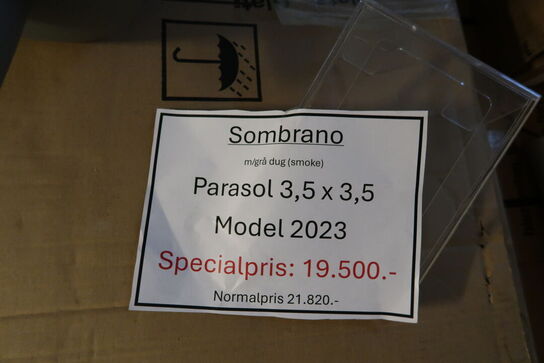 Sombrano
m/grå dug (smoke)
Parasol 3,5 x 3,5
Model 2023
Specialpris: 19.500.-
Normalpris 21.820.-